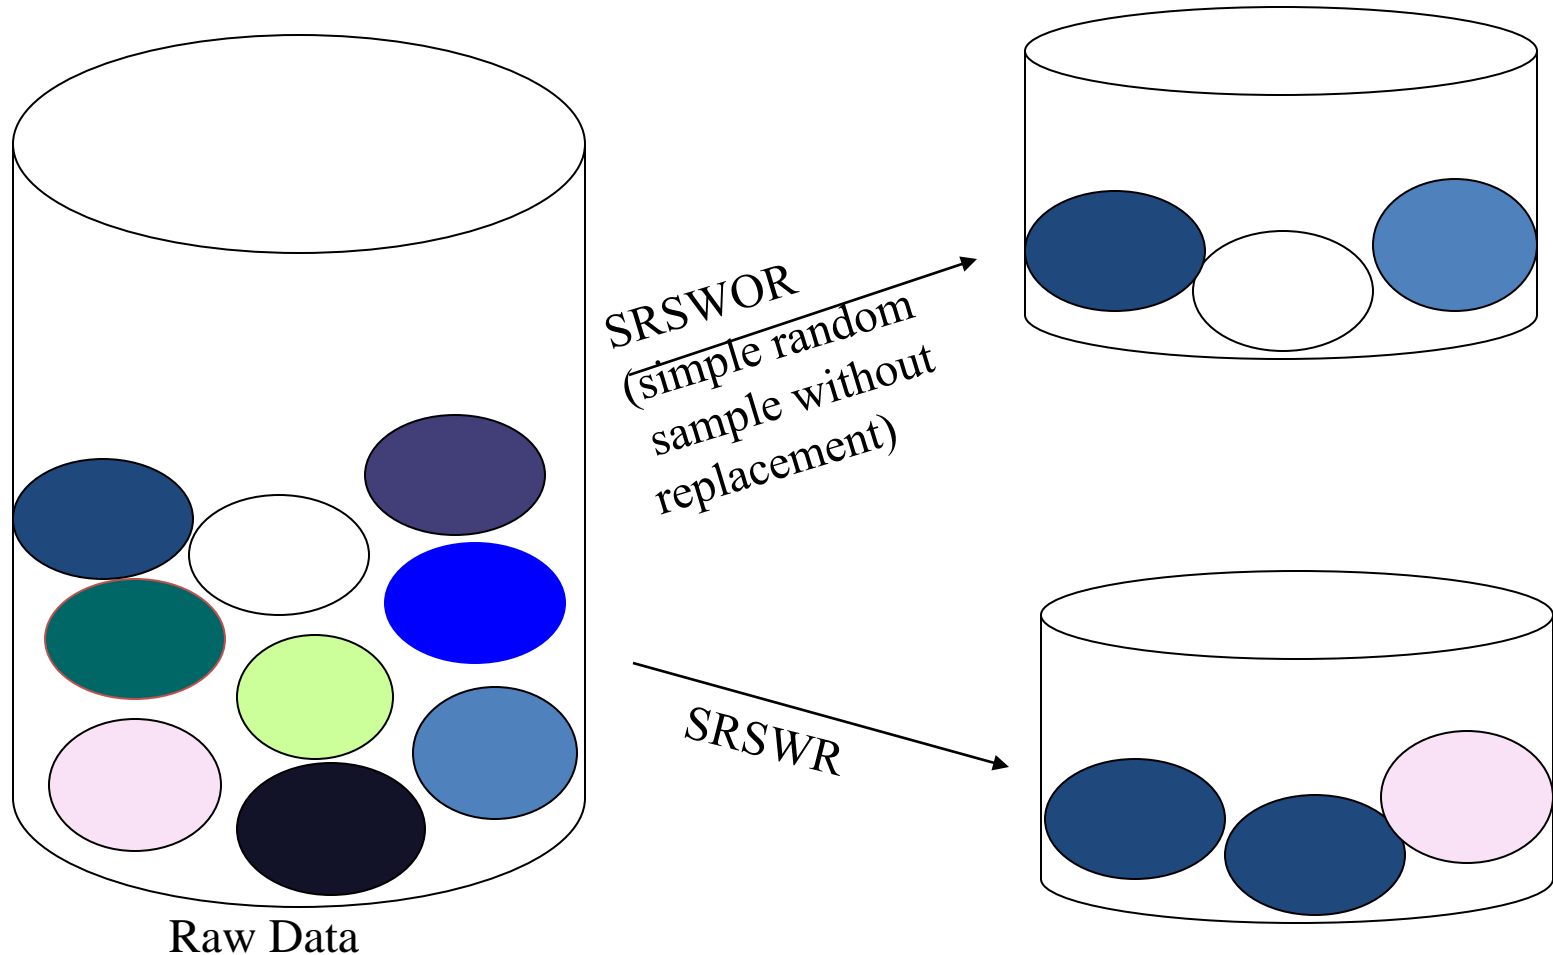 SRSWOR
(simple random
sample without
replacement)
SRSWR
Raw Data